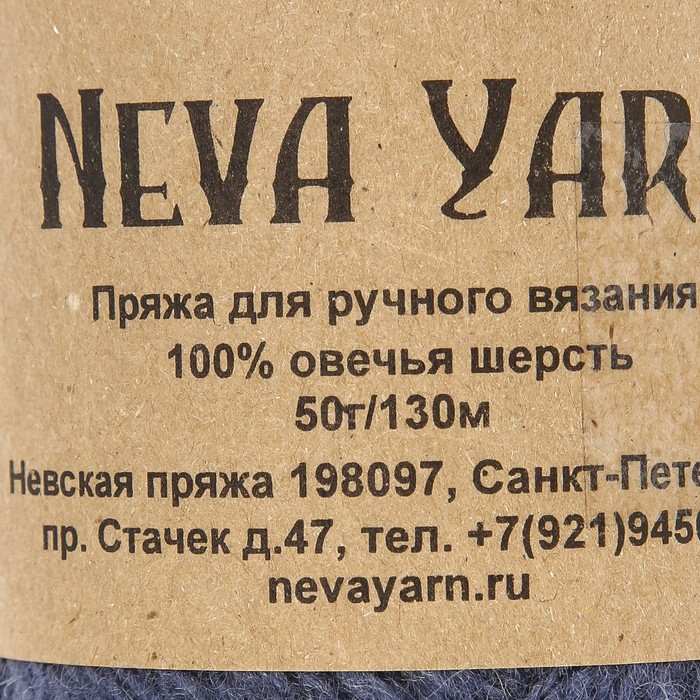 NEVA YAR
Пряжа для ручного вязания
100% овечья шерсть
50г/130м
Невская пряжа 198097, Санкт-Пете
пр. Стачек д.47, тел. +7(921)945
nevayarn.ru